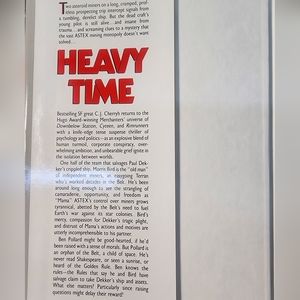 Two asteroid miners on a long, cramped, prof-
itless prospecting trip intercept signals from
a tumbling, derelict ship. But the dead craft's
young pilot is still alive—and insane from
trauma...and screaming clues to a mystery that
the vast ASTEX mining monopoly doesn't want
solved...
HEAVY
TIME
Bestselling SF great C. J. Cherryh returns to the
Hugo Award-winning Merchanters' universe of
Downbelow Station, Cyteen, and Rimrunners
with a knife-edge tense suspense thriller of
psychology and politics—as an explosive blend of
human turmoil, corporate conspiracy, over-
whelming ambition, and unbearable grief ignite in
the isolation between worlds.
One half of the team that salvages Paul Dek-
ker's crippled ship, Morris Bird is the "old man"
of independent miners, an expatriate Terran
who's worked decades in the Belt. He's been
around long enough to see the strangling of
camaraderie, opportunity, and freedom as
"Mama" ASTEX's control over miners grows
tyrannical, abetted by the Belt's need to fuel
Earth's war against its star colonies. Bird's
mercy, compassion for Dekker's tragic plight,
and distrust of Mama's actions and motives are
utterly incomprehensible to his partner.
Ben Pollard might be good-hearted, if he'd
been raised with a sense of morals. But Pollard is
an orphan of the Belt, a child of space. He's
never read Shakespeare, or seen a sunrise, or
heard of the Golden Rule. Ben knows the
rules—the Rules that say he and Bird have
salvage claim to take Dekker's ship and assets.
What else matters? Particularly since raising
questions might delay their reward!